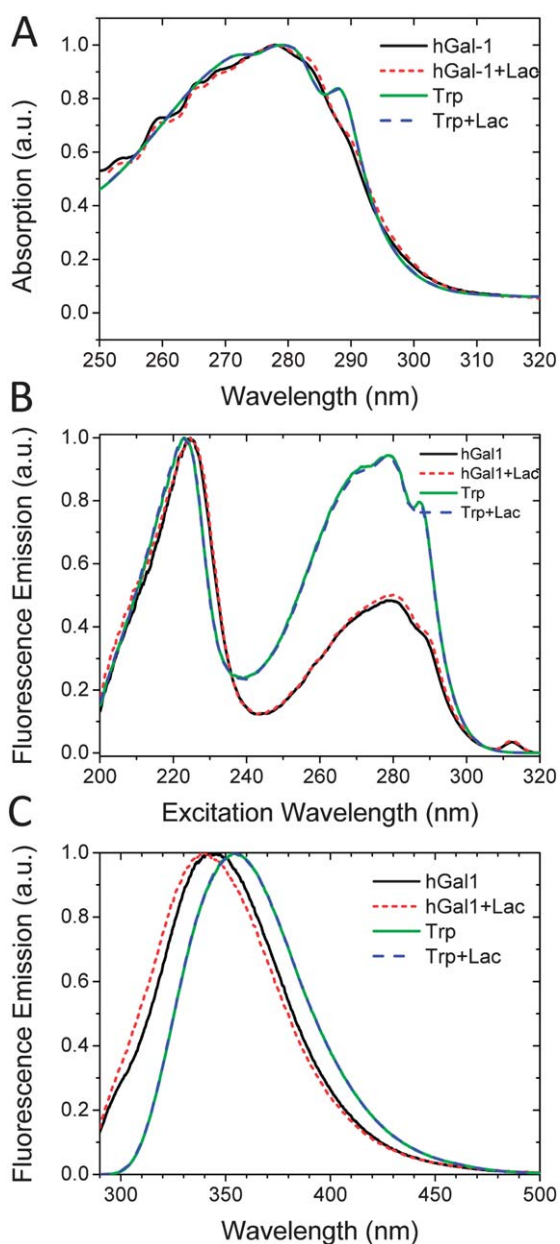 A
Absorption (a.u.)
1.0
0.8
0.6
0.4
0.2
0.0
hGal-1
hGal-1+Lac
Trp
Trp+Lac
250 260 270 280 290 300 310 320
Wavelength (nm)
B
Fluorescence Emission (a.u.)
1.0
0.8
0.6
0.4
0.2
0.0
hGal1
hGal1+Lac
Trp
Trp+Lac
200 220 240 260 280 300 320
Excitation Wavelength (nm)
C
Fluorescence Emission (a.u.)
1.0
0.8
0.6
0.4
0.2
0.0
hGal1
hGal1+Lac
Trp
Trp+Lac
300 350 400 450 500
Wavelength (nm)